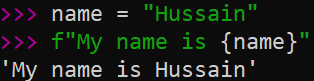 >>> name = "Hussain"
>>> f"My name is {name}"
'My name is Hussain'